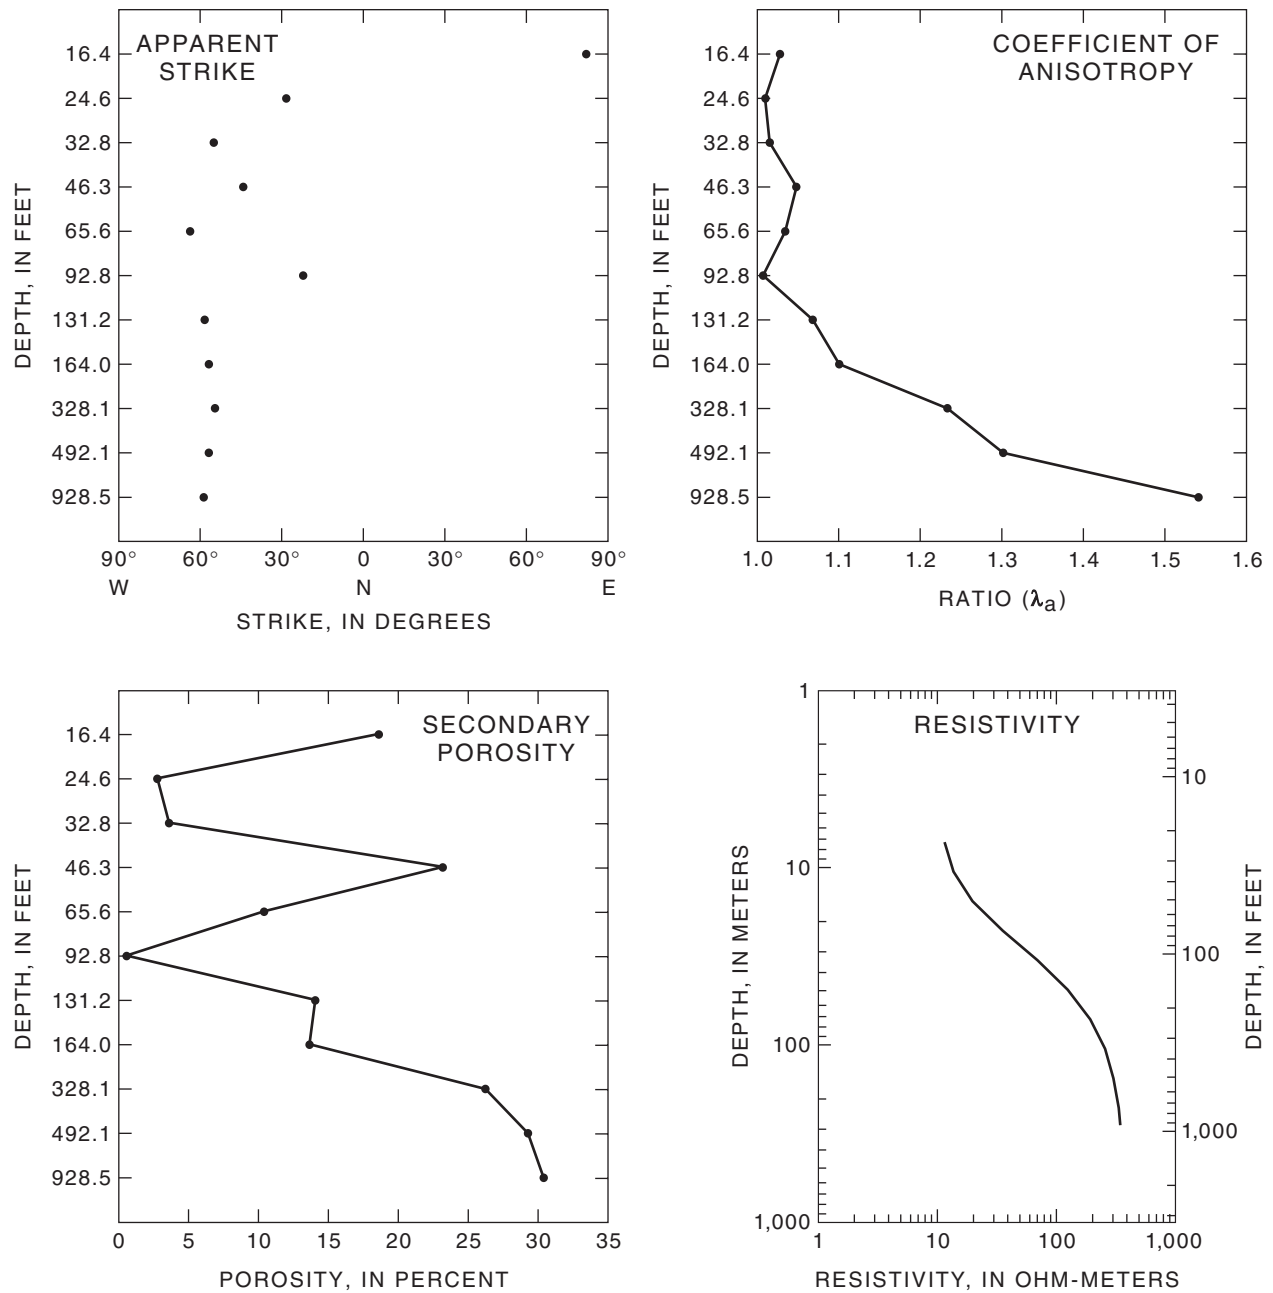 APPARENT
STRIKE
DEPTH, IN FEET
16.4
24.6
32.8
46.3
65.6
92.8
131.2
164.0
328.1
492.1
928.5
90° 60° 30° 0 30° 60° 90°
W N E
STRIKE, IN DEGREES
COEFFICIENT OF
ANISOTROPY
DEPTH, IN FEET
16.4
24.6
32.8
46.3
65.6
92.8
131.2
164.0
328.1
492.1
928.5
1.0 1.1 1.2 1.3 1.4 1.5 1.6
RATIO (λa)
SECONDARY
POROSITY
DEPTH, IN FEET
16.4
24.6
32.8
46.3
65.6
92.8
131.2
164.0
328.1
492.1
928.5
0 5 10 15 20 25 30 35
POROSITY, IN PERCENT
RESISTIVITY
DEPTH, IN METERS
1
10
100
1,000
DEPTH, IN FEET
10
100
1,000
1 10 100 1,000
RESISTIVITY, IN OHM-METERS